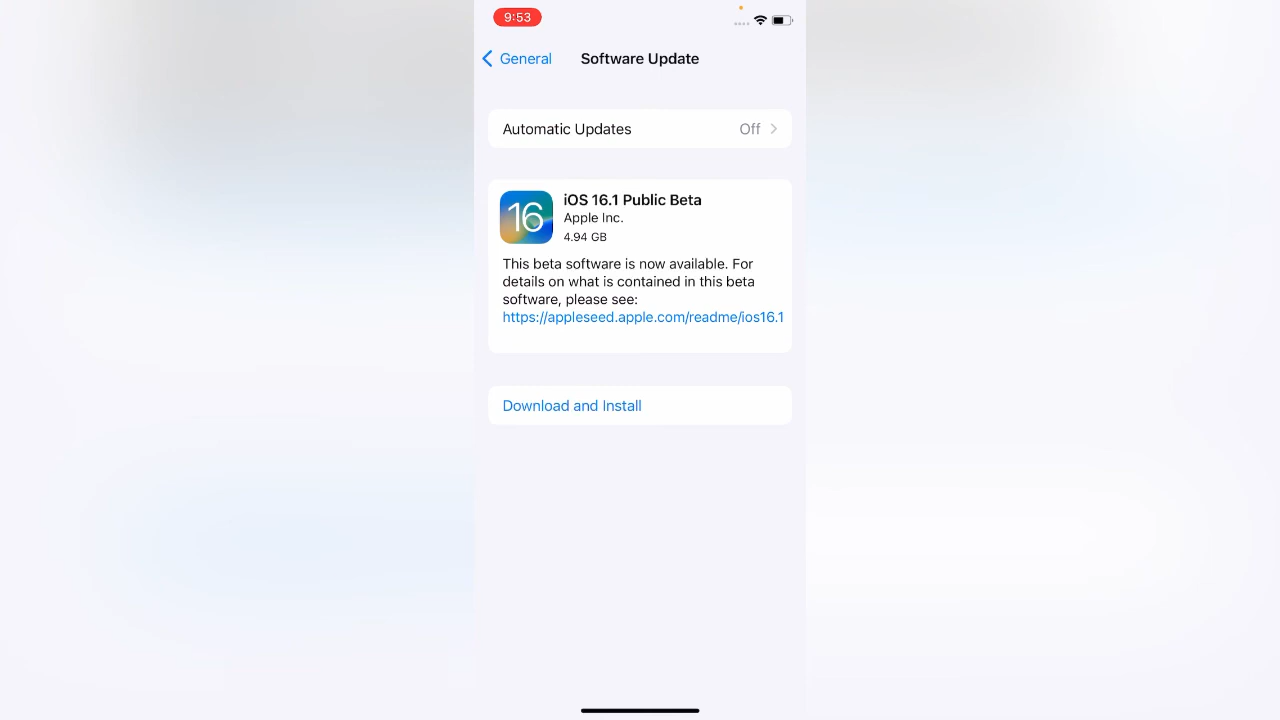 9:53
General
Software Update
Automatic Updates
Off
16
iOS 16.1 Public Beta
Apple Inc.
4.94 GB
This beta software is now available. For
details on what is contained in this beta
software, please see:
https://appleseed.apple.com/readme/ios16.1
Download and Install